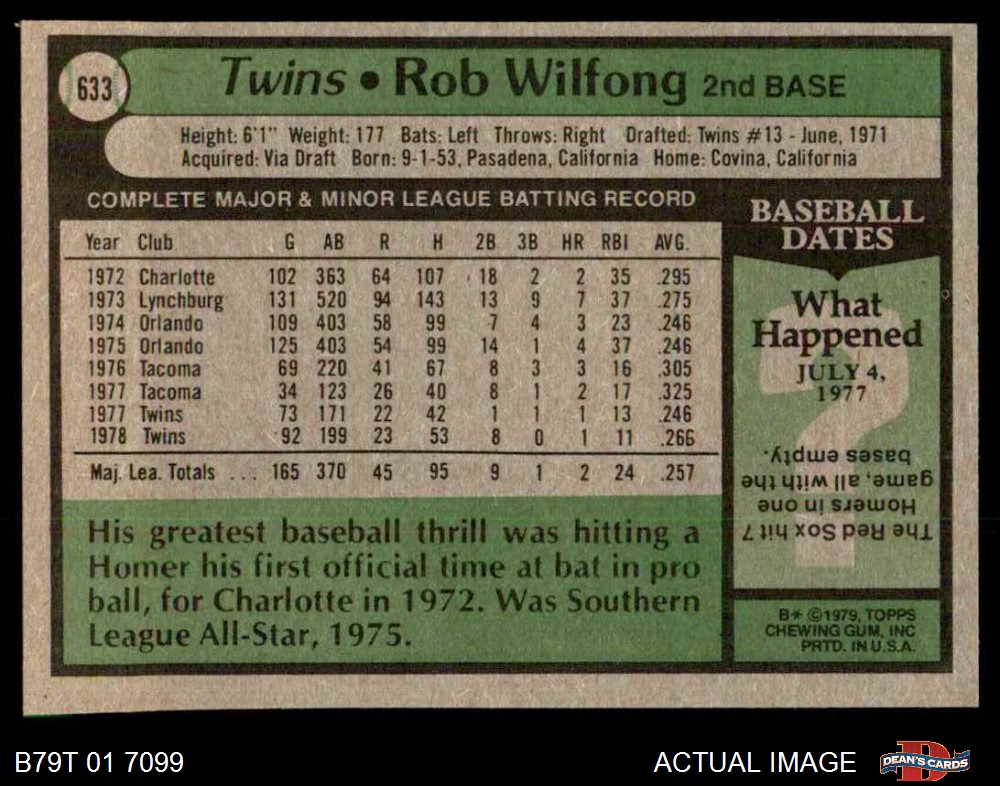 633
Twins • Rob Wilfong 2nd BASE
Height: 6'1" Weight: 177 Bats: Left Throws: Right Drafted: Twins #13 - June, 1971
Acquired: Via Draft Born: 9-1-53, Pasadena, California Home: Covina, California
COMPLETE MAJOR & MINOR LEAGUE BATTING RECORD
Year Club G AB R H 2B 3B HR RBI AVG.
1972 Charlotte 102 363 64 107 18 2 2 35 .295
1973 Lynchburg 131 520 94 143 13 9 7 37 .275
1974 Orlando 109 403 58 99 7 4 3 23 .246
1975 Orlando 125 403 54 99 14 1 4 37 .246
1976 Tacoma 69 220 41 67 8 3 3 16 .305
1977 Tacoma 34 123 26 40 8 1 2 17 .325
1977 Twins 73 171 22 42 1 1 1 13 .246
1978 Twins 92 199 23 53 8 0 1 11 .266
Maj. Lea. Totals ... 165 370 45 95 9 1 2 24 .257
His greatest baseball thrill was hitting a
Homer his first official time at bat in pro
ball, for Charlotte in 1972. Was Southern
League All-Star, 1975.
BASEBALL
DATES
What
Happened
JULY 4,
1977
?
The Red Sox hit 7
Homers in one
game, all with the
bases empty.
B* ©1979, TOPPS
CHEWING GUM, INC
PRTD. IN U.S.A.
B79T 01 7099
ACTUAL IMAGE
D
DEAN'S CARDS